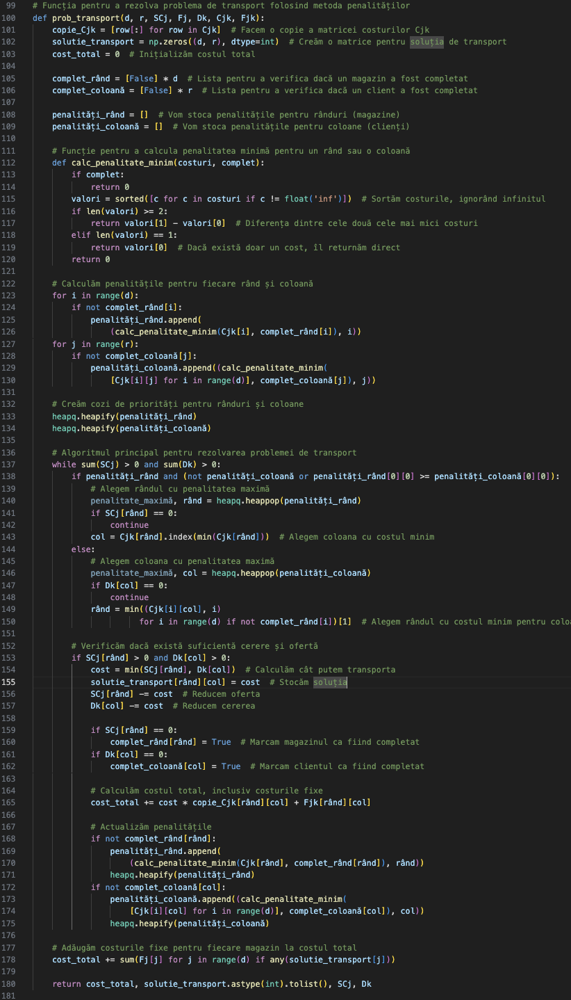 99 # Funcția pentru a rezolva problema de transport folosind metoda penalităților
100 def prob_transport(d, r, SCj, Fj, Dk, Cjk, Fjk):
101     copie_Cjk = [row[:] for row in Cjk]  # Facem o copie a matricei costurilor Cjk
102     solutie_transport = np.zeros((d, r), dtype=int)  # Creăm o matrice pentru soluția de transport
103     cost_total = 0  # Inițializăm costul total
104
105     complet_rând = [False] * d  # Lista pentru a verifica dacă un magazin a fost completat
106     complet_coloană = [False] * r  # Lista pentru a verifica dacă un client a fost completat
107
108     penalități_rând = []  # Vom stoca penalitățile pentru rânduri (magazine)
109     penalități_coloană = []  # Vom stoca penalitățile pentru coloane (clienți)
110
111     # Funcție pentru a calcula penalitatea minimă pentru un rând sau o coloană
112     def calc_penalitate_minim(costuri, complet):
113         if complet:
114             return 0
115         valori = sorted([c for c in costuri if c != float('inf')])  # Sortăm costurile, ignorând infinitul
116         if len(valori) >= 2:
117             return valori[1] - valori[0]  # Diferența dintre cele două cele mai mici costuri
118         elif len(valori) == 1:
119             return valori[0]  # Dacă există doar un cost, îl returnăm direct
120         return 0
121
122     # Calculăm penalitățile pentru fiecare rând și coloană
123     for i in range(d):
124         if not complet_rând[i]:
125             penalități_rând.append(
126                 (calc_penalitate_minim(Cjk[i], complet_rând[i]), i))
127     for j in range(r):
128         if not complet_coloană[j]:
129             penalități_coloană.append((calc_penalitate_minim(
130                 [Cjk[i][j] for i in range(d)], complet_coloană[j]), j))
131
132     # Creăm cozi de priorități pentru rânduri și coloane
133     heapq.heapify(penalități_rând)
134     heapq.heapify(penalități_coloană)
135
136     # Algoritmul principal pentru rezolvarea problemei de transport
137     while sum(SCj) > 0 and sum(Dk) > 0:
138         if penalități_rând and (not penalități_coloană or penalități_rând[0][0] >= penalități_coloană[0][0]):
139             # Alegem rândul cu penalitatea maximă
140             penalitate_maximă, rând = heapq.heappop(penalități_rând)
141             if SCj[rând] == 0:
142                 continue
143             col = Cjk[rând].index(min(Cjk[rând]))  # Alegem coloana cu costul minim
144         else:
145             # Alegem coloana cu penalitatea maximă
146             penalitate_maximă, col = heapq.heappop(penalități_coloană)
147             if Dk[col] == 0:
148                 continue
149             rând = min((Cjk[i][col], i)
150                        for i in range(d) if not complet_rând[i])[1]  # Alegem rândul cu costul minim pentru
151
152         # Verificăm dacă există suficientă cerere și ofertă
153         if SCj[rând] > 0 and Dk[col] > 0:
154             cost = min(SCj[rând], Dk[col])  # Calculăm cât putem transporta
155             solutie_transport[rând][col] = cost  # Stocăm soluția
156             SCj[rând] -= cost  # Reducem oferta
157             Dk[col] -= cost  # Reducem cererea
158
159             if SCj[rând] == 0:
160                 complet_rând[rând] = True  # Marcam magazinul ca fiind completat
161             if Dk[col] == 0:
162                 complet_coloană[col] = True  # Marcam clientul ca fiind completat
163
164             # Calculăm costul total, inclusiv costurile fixe
165             cost_total += cost * copie_Cjk[rând][col] + Fjk[rând][col]
166
167             # Actualizăm penalitățile
168             if not complet_rând[rând]:
169                 penalități_rând.append(
170                     (calc_penalitate_minim(Cjk[rând], complet_rând[rând]), rând))
171                 heapq.heapify(penalități_rând)
172             if not complet_coloană[col]:
173                 penalități_coloană.append((calc_penalitate_minim(
174                     [Cjk[i][col] for i in range(d)], complet_coloană[col]), col))
175                 heapq.heapify(penalități_coloană)
176
177     # Adăugăm costurile fixe pentru fiecare magazin la costul total
178     cost_total += sum(Fj[j] for j in range(d) if any(solutie_transport[j]))
179
180     return cost_total, solutie_transport.astype(int).tolist(), SCj, Dk
181